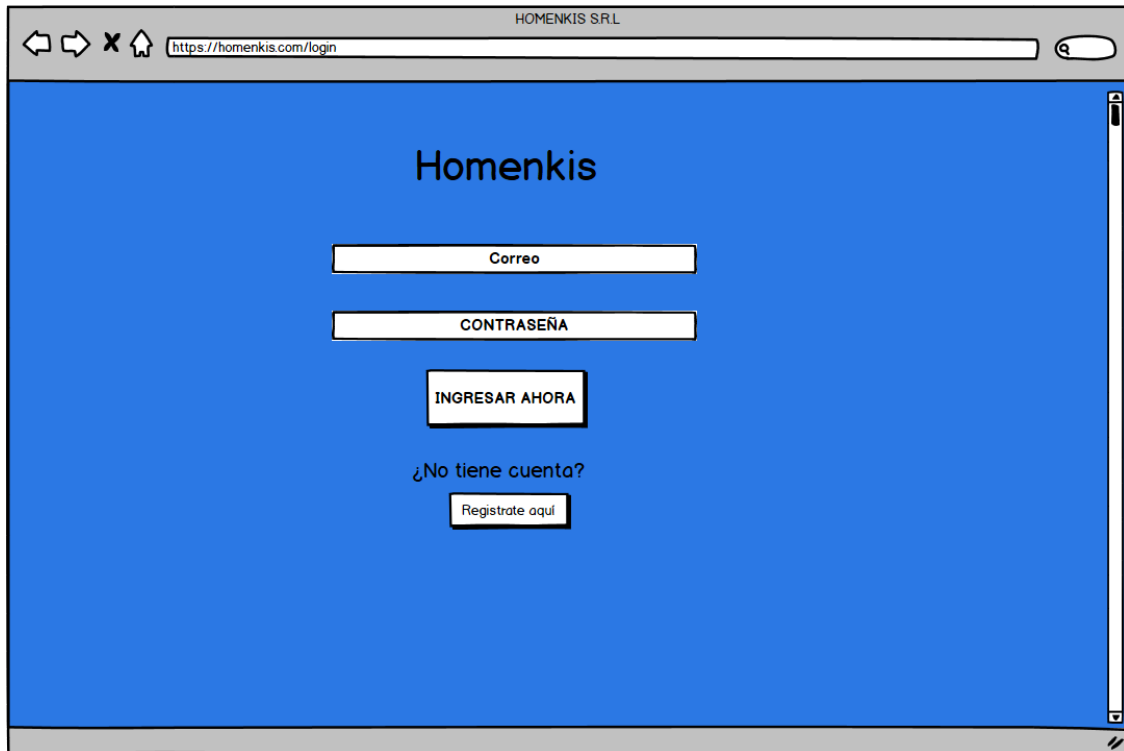 HOMENKIS S.R.L
https://homenkis.com/login
Homenkis
Correo
CONTRASEÑA
INGRESAR AHORA
¿No tiene cuenta?
Registrate aquí